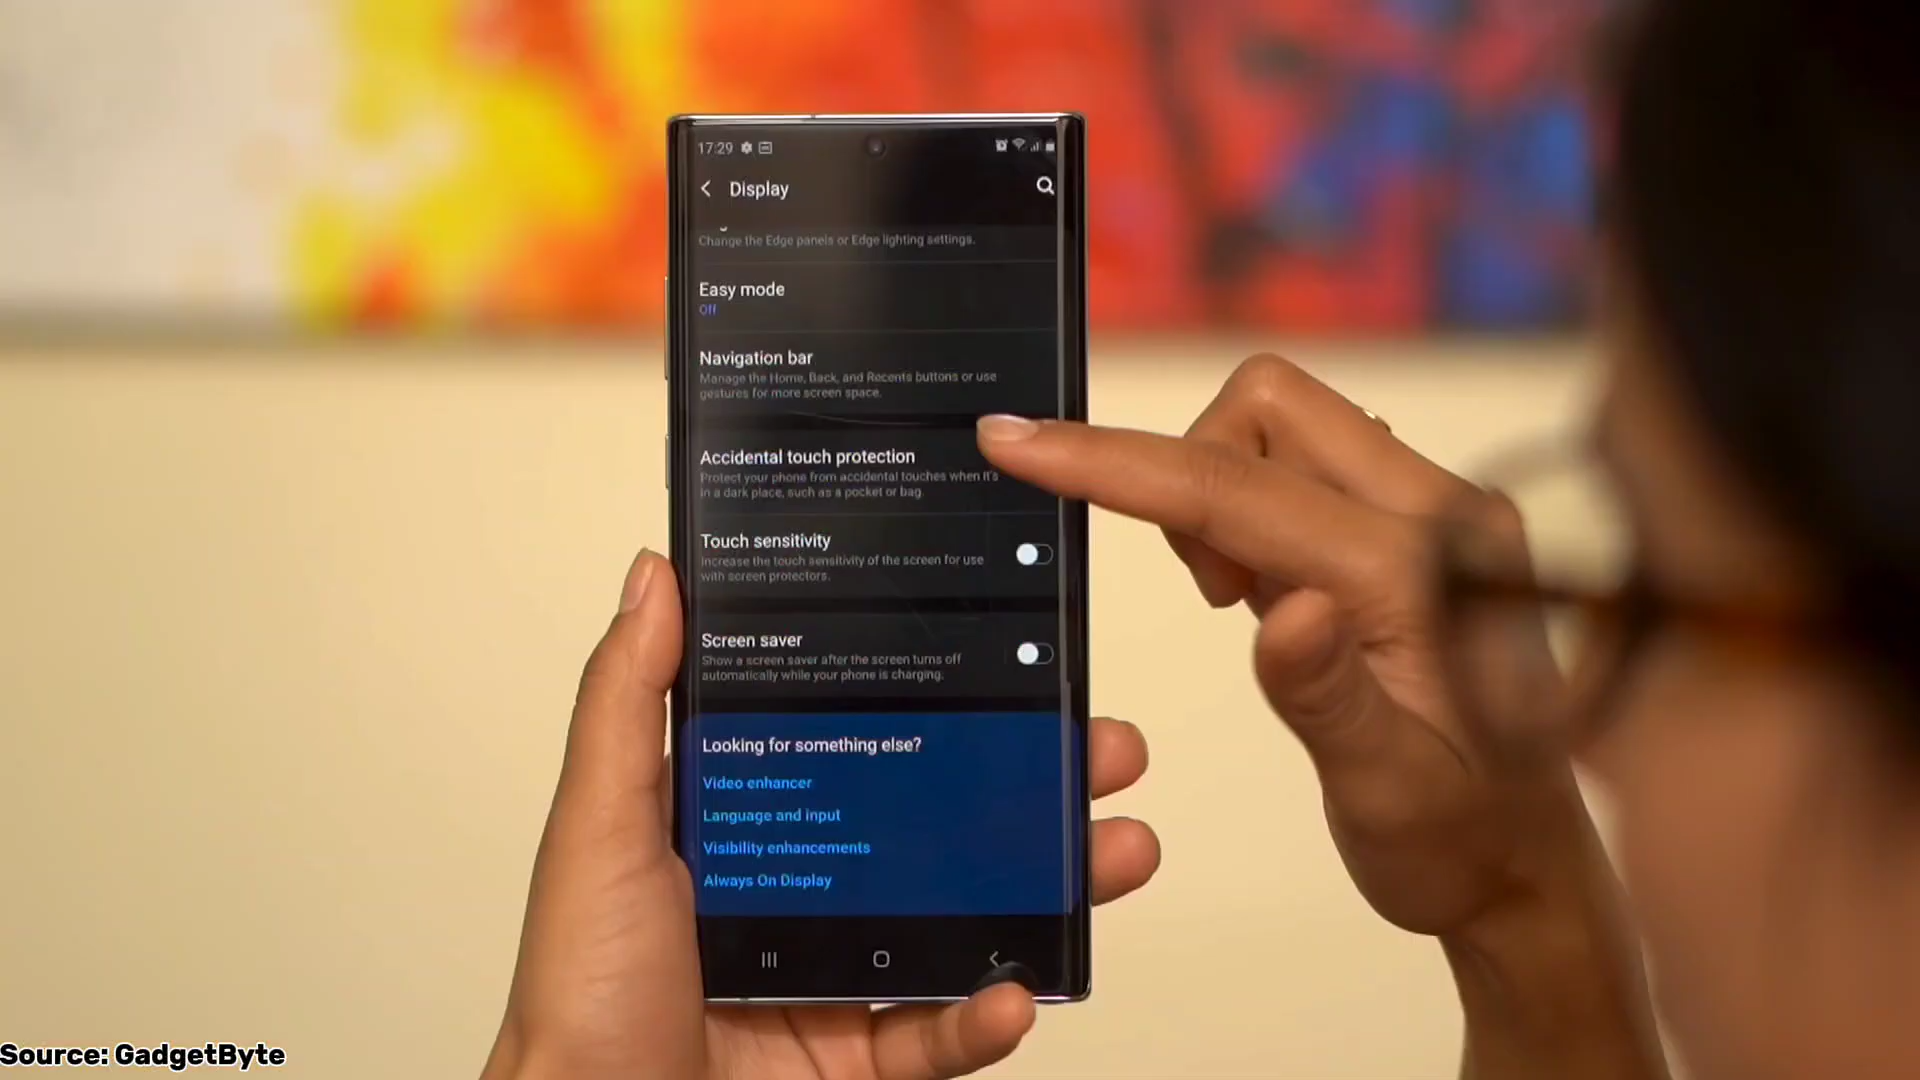 17:29
Display
Change the Edge panels or Edge lighting settings.
Easy mode
Off
Navigation bar
Manage the Home, Back, and Recents buttons or use
gestures for more screen space.
Accidental touch protection
Protect your phone from accidental touches when it's
in a dark place, such as a pocket or bag.
Touch sensitivity
Increase the touch sensitivity of the screen for use
with screen protectors.
Screen saver
Show a screen saver after the screen turns off
automatically while your phone is charging.
Looking for something else?
Video enhancer
Language and input
Visibility enhancements
Always On Display
Source: GadgetByte